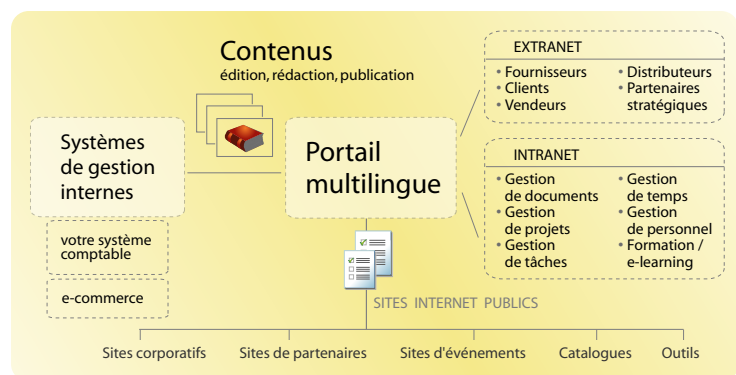 Contenus
édition, rédaction, publication
Systèmes
de gestion
internes
votre système
comptable
e-commerce
Portail
multilingue
EXTRANET
• Fournisseurs
• Clients
• Vendeurs
• Distributeurs
• Partenaires
stratégiques
INTRANET
• Gestion
de documents
• Gestion
de projets
• Gestion
de tâches
• Gestion
de temps
• Gestion
de personnel
• Formation /
e-learning
SITES INTERNET PUBLICS
Sites corporatifs
Sites de partenaires
Sites d'événements
Catalogues
Outils